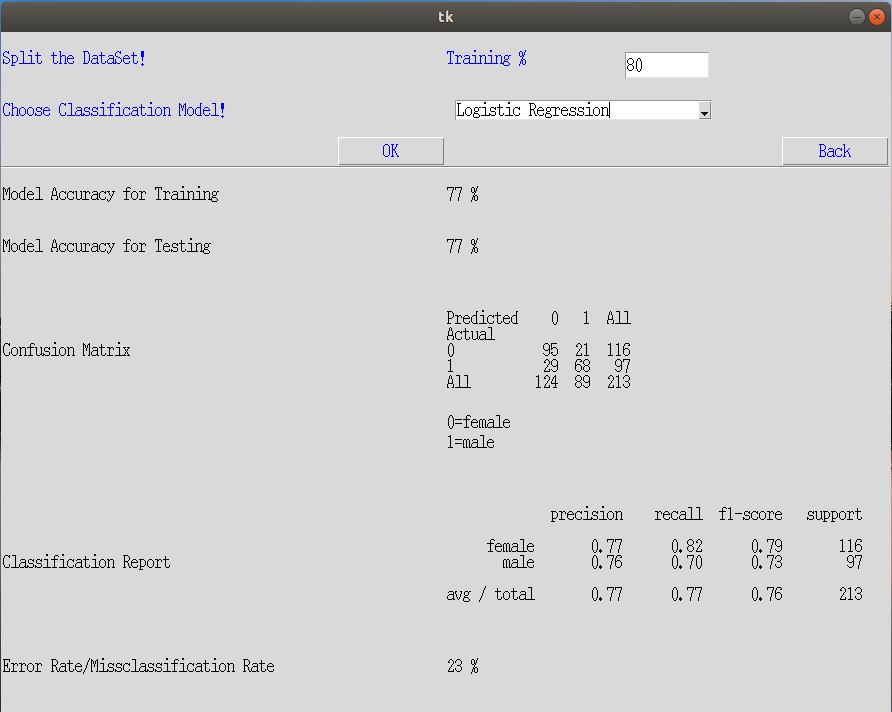 tk
Split the DataSet! Training % 80
Choose Classification Model! Logistic Regression
OK Back
Model Accuracy for Training 77 %
Model Accuracy for Testing 77 %
Predicted 0 1 All
Actual
Confusion Matrix 0 95 21 116
1 29 68 97
All 124 89 213
0=female
1=male
precision recall f1-score support
female 0.77 0.82 0.79 116
Classification Report male 0.76 0.70 0.73 97
avg / total 0.77 0.77 0.76 213
Error Rate/Missclassification Rate 23 %